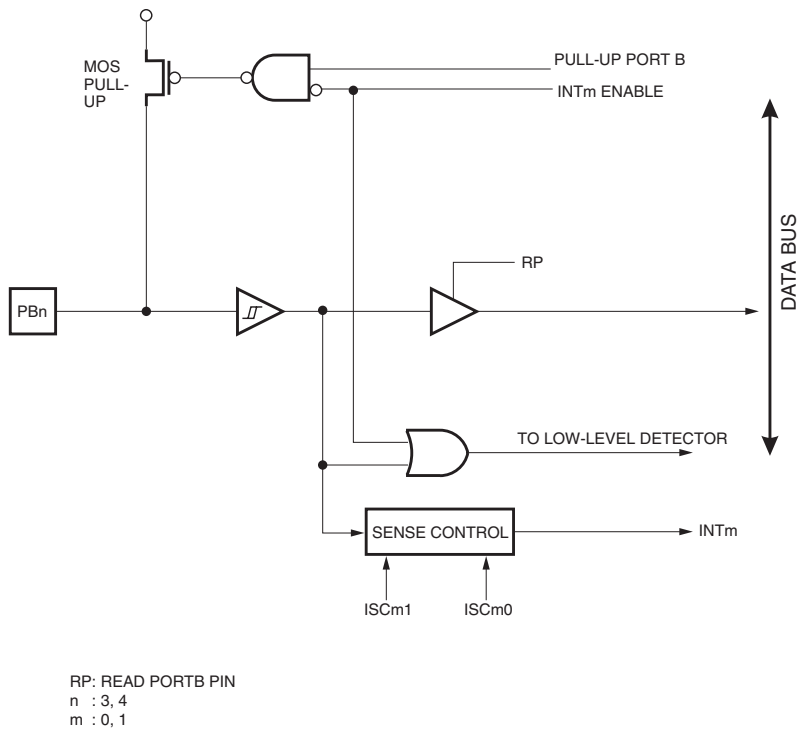 MOS
PULL-
UP
PULL-UP PORT B
INTm ENABLE
RP
DATA BUS
PBn
TO LOW-LEVEL DETECTOR
SENSE CONTROL
INTm
ISCm1
ISCm0
RP: READ PORTB PIN
n : 3, 4
m : 0, 1